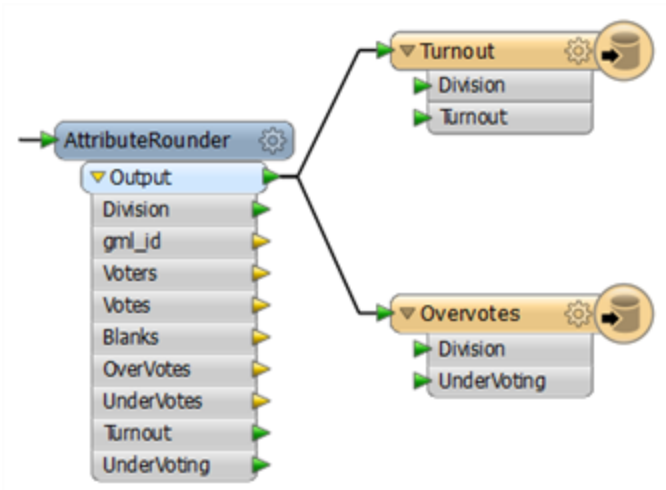 AttributeRounder
Output
Division
gml_id
Voters
Votes
Blanks
OverVotes
UnderVotes
Turnout
UnderVoting
Turnout
Division
Turnout
Overvotes
Division
UnderVoting